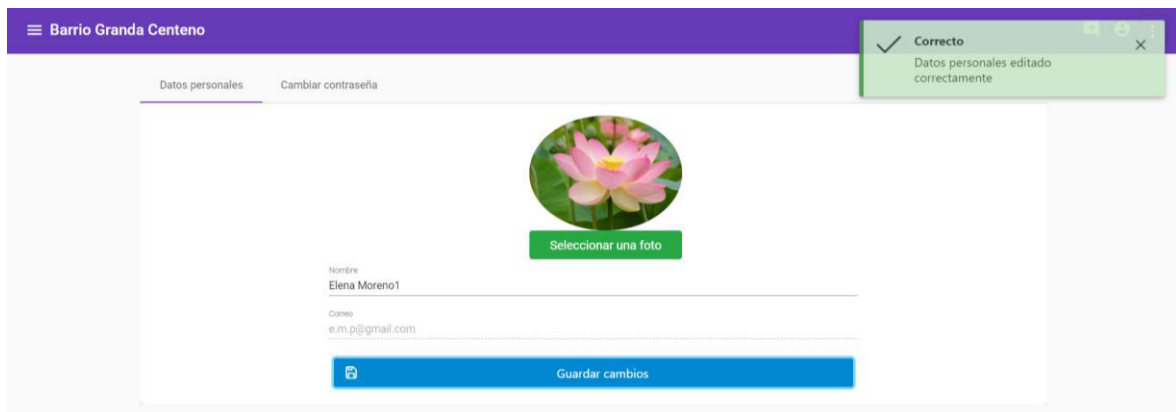 Barrio Granda Centeno
Correcto
Datos personales editado
correctamente
Datos personales
Cambiar contraseña
Seleccionar una foto
Nombre
Elena Moreno1
Correo
e.m.p@gmail.com
Guardar cambios